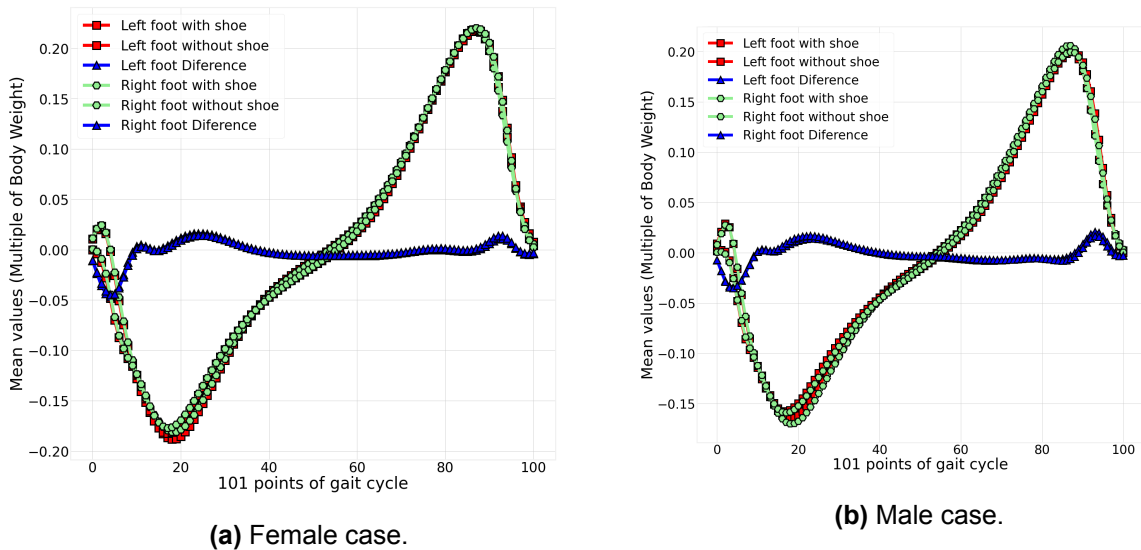 Left foot with shoe
Left foot without shoe
Left foot Diference
Right foot with shoe
Right foot without shoe
Right foot Diference
0.20
0.15
0.10
0.05
0.00
−0.05
−0.10
−0.15
−0.20
Mean values (Multiple of Body Weight)
0 20 40 60 80 100
101 points of gait cycle
(a) Female case.
Left foot with shoe
Left foot without shoe
Left foot Diference
Right foot with shoe
Right foot without shoe
Right foot Diference
0.20
0.15
0.10
0.05
0.00
−0.05
−0.10
−0.15
Mean values (Multiple of Body Weight)
0 20 40 60 80 100
101 points of gait cycle
(b) Male case.